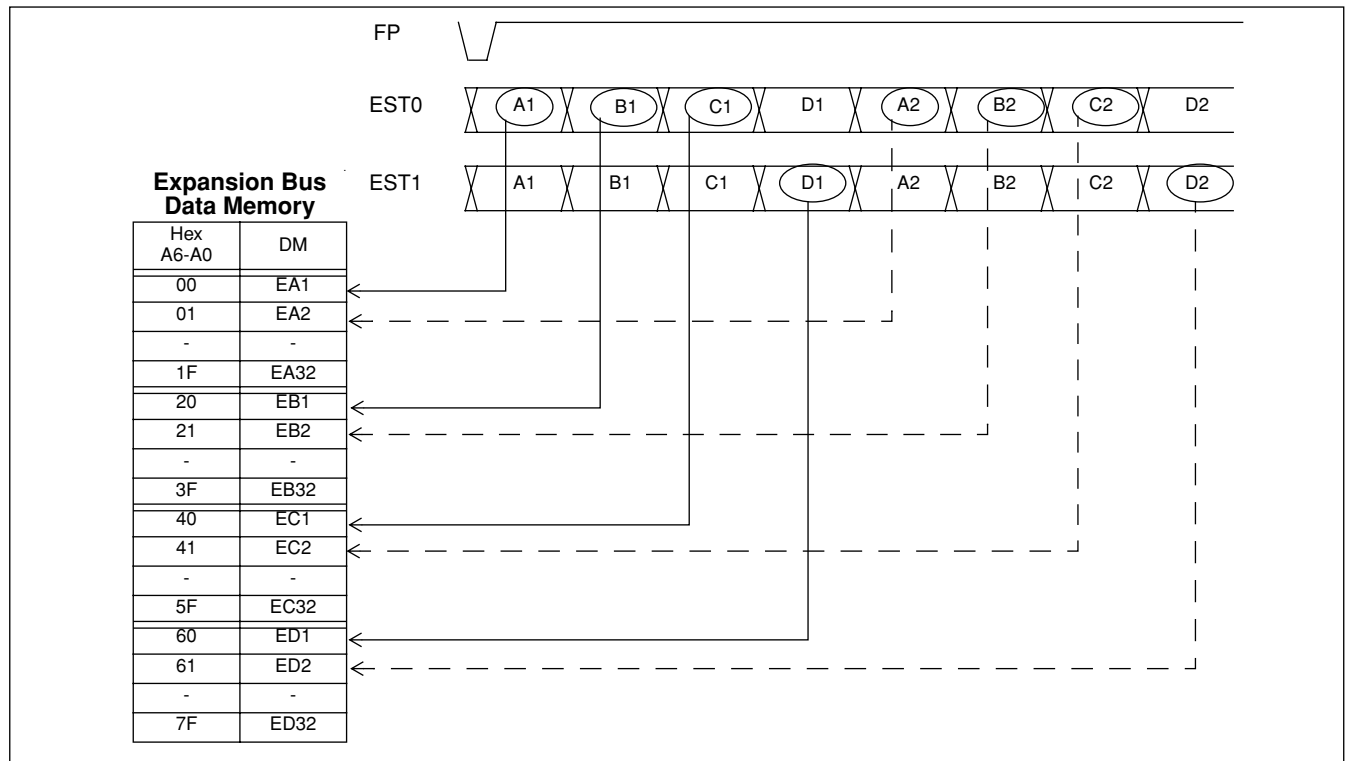 FP
EST0 A1 B1 C1 D1 A2 B2 C2 D2
EST1 A1 B1 C1 D1 A2 B2 C2 D2
Expansion Bus
Data Memory
Hex
A6-A0 DM
00 EA1
01 EA2
- -
1F EA32
20 EB1
21 EB2
- -
3F EB32
40 EC1
41 EC2
- -
5F EC32
60 ED1
61 ED2
- -
7F ED32